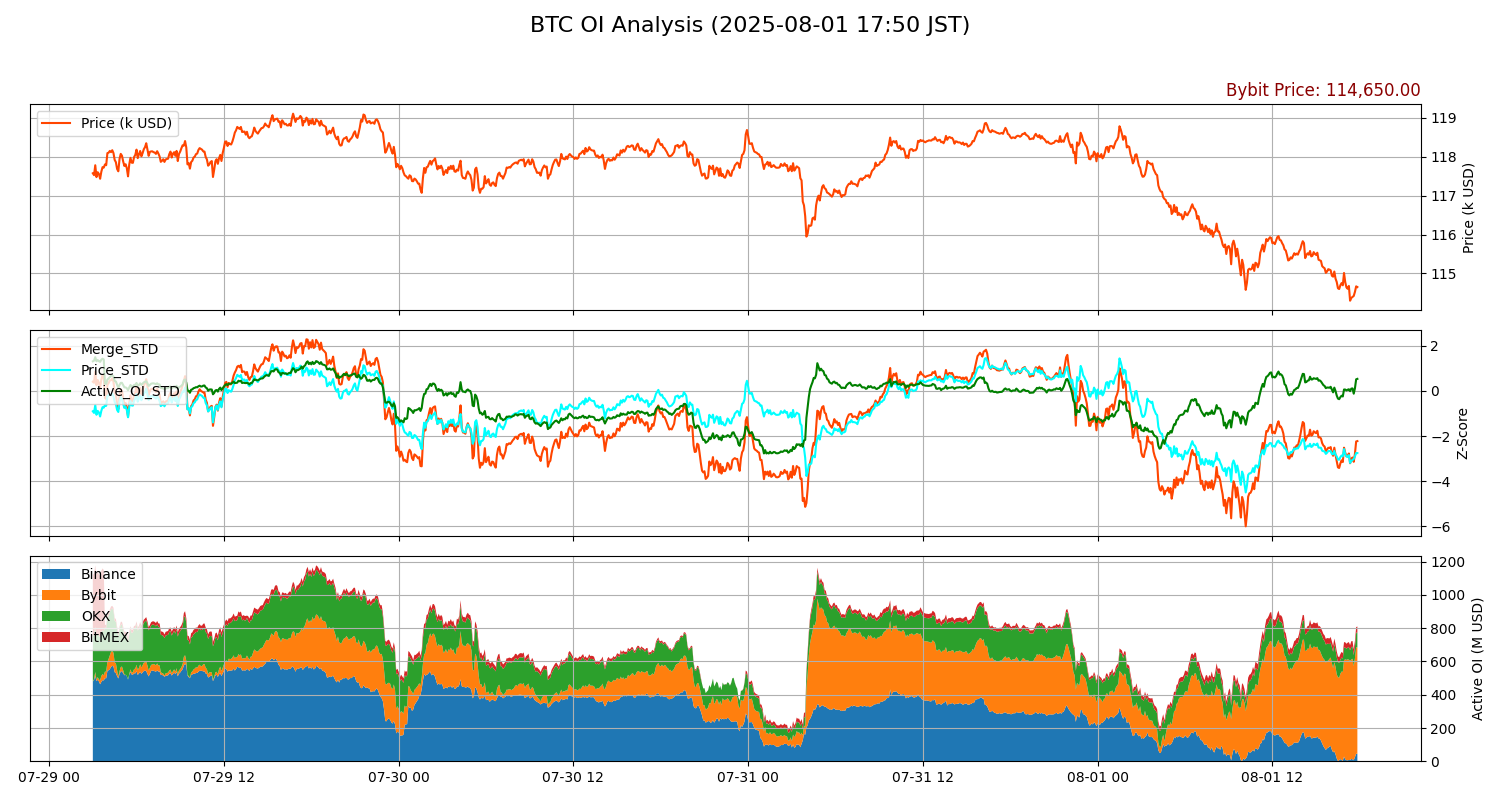 BTC OI Analysis (2025-08-01 17:50 JST)
Bybit Price: 114,650.00
Price (k USD)
119
118
117
116
115
Price (k USD)
Merge_STD
Price_STD
Active_OI_STD
2
0
−2
−4
−6
Z-Score
Binance
Bybit
OKX
BitMEX
1200
1000
800
600
400
200
0
Active OI (M USD)
07-29 00
07-29 12
07-30 00
07-30 12
07-31 00
07-31 12
08-01 00
08-01 12